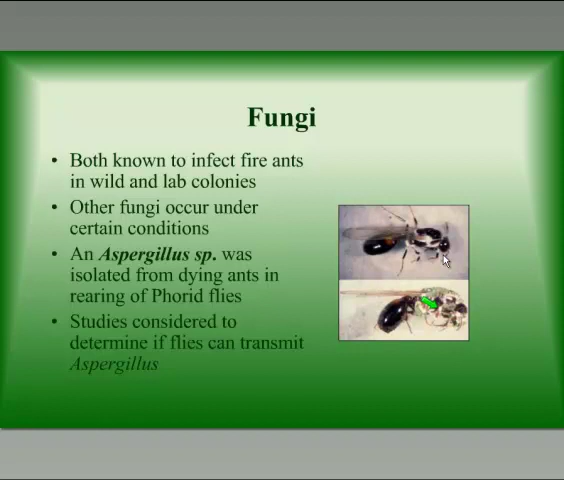 Fungi
• Both known to infect fire ants
in wild and lab colonies
• Other fungi occur under
certain conditions
• An Aspergillus sp. was
isolated from dying ants in
rearing of Phorid flies
• Studies considered to
determine if flies can transmit
Aspergillus